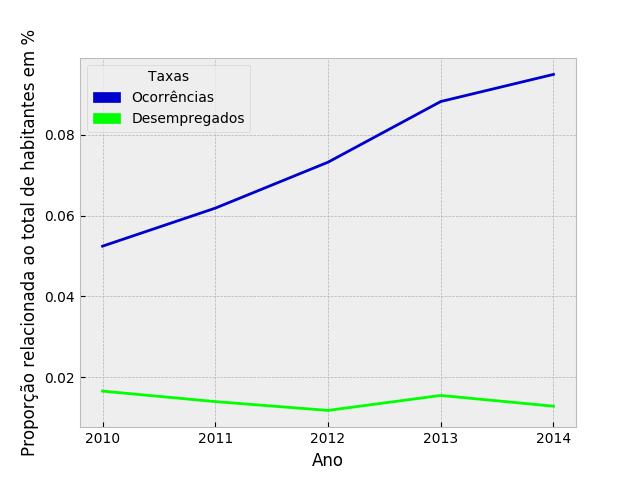 Proporção relacionada ao total de habitantes em %
Taxas
Ocorrências
Desempregados
0.08
0.06
0.04
0.02
2010 2011 2012 2013 2014
Ano